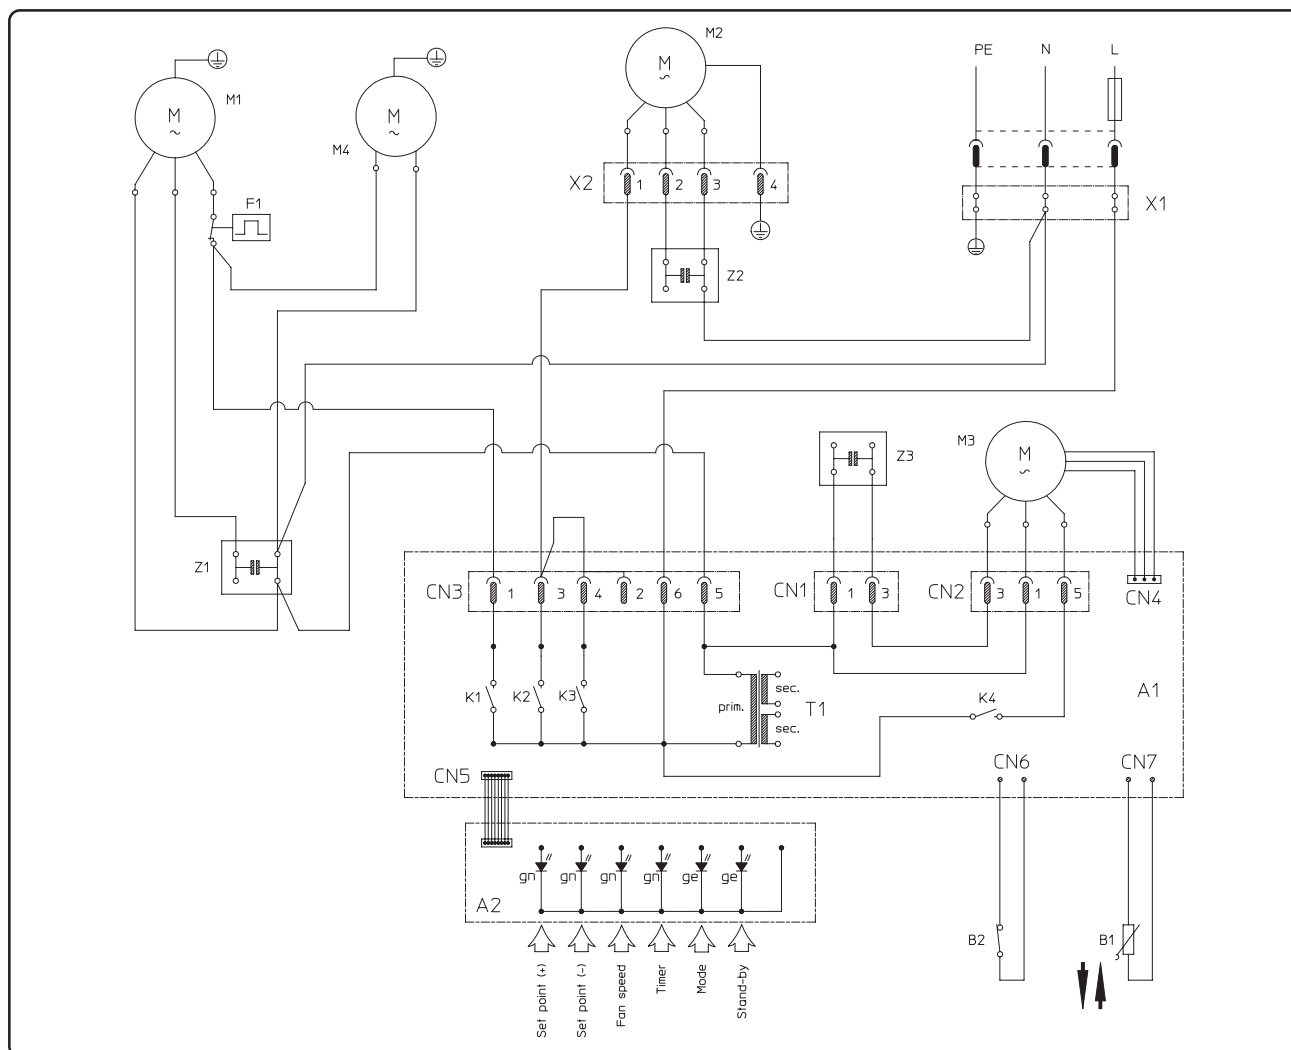 M2
PE N L
M
~
M1
M
~
M
~
M4
X2
1 2 3 4
X1
F1
Z2
M3
M
~
Z3
Z1
CN3 1 3 4 2 6 5
CN1 1 3
CN2 3 1 5
CN4
K1 K2 K3
prim.
sec.
sec.
T1
K4
A1
CN5
CN6 CN7
gn gn gn gn ge ge
A2
B2 B1
Set point (+)
Set point (-)
Fan speed
Timer
Mode
Stand-by